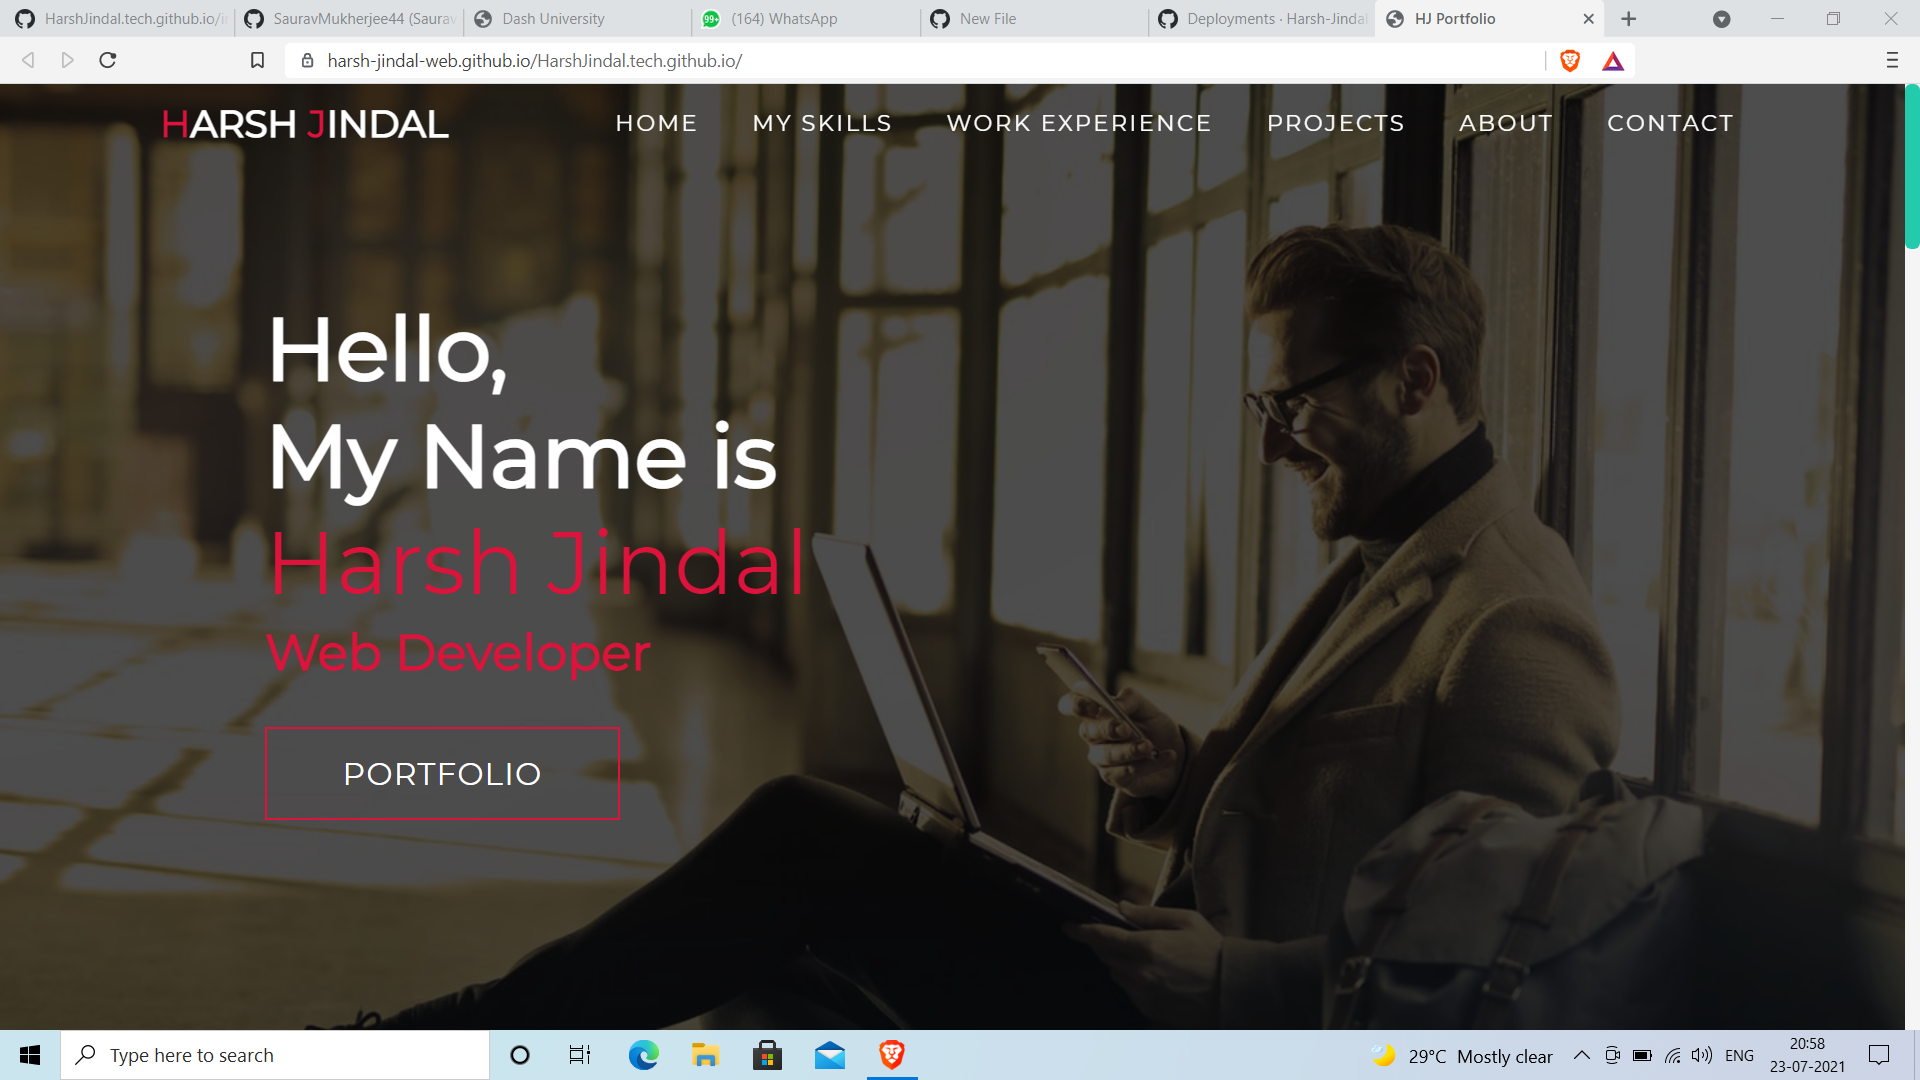 HarshJindal.tech.github.io/i
SauravMukherjee44 (Saurav
Dash University
99+
(164) WhatsApp
New File
Deployments · Harsh-Jindal
HJ Portfolio
harsh-jindal-web.github.io/HarshJindal.tech.github.io/
HARSH JINDAL
HOME
MY SKILLS
WORK EXPERIENCE
PROJECTS
ABOUT
CONTACT
Hello,
My Name is
Harsh Jindal
Web Developer
PORTFOLIO
Type here to search
29°C Mostly clear
ENG
20:58
23-07-2021